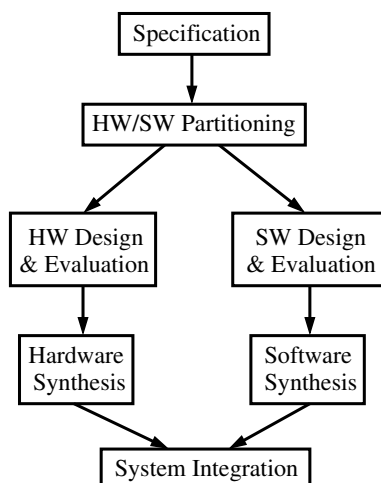 Specification
HW/SW Partitioning
HW Design
& Evaluation
SW Design
& Evaluation
Hardware
Synthesis
Software
Synthesis
System Integration